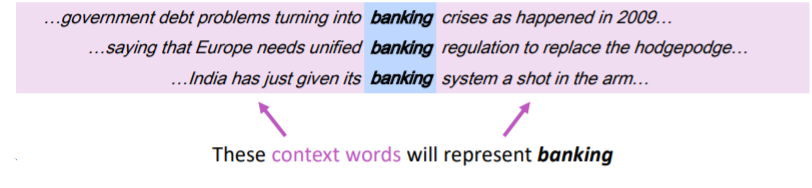 …government debt problems turning into banking crises as happened in 2009…
…saying that Europe needs unified banking regulation to replace the hodgepodge…
…India has just given its banking system a shot in the arm…
These context words will represent banking